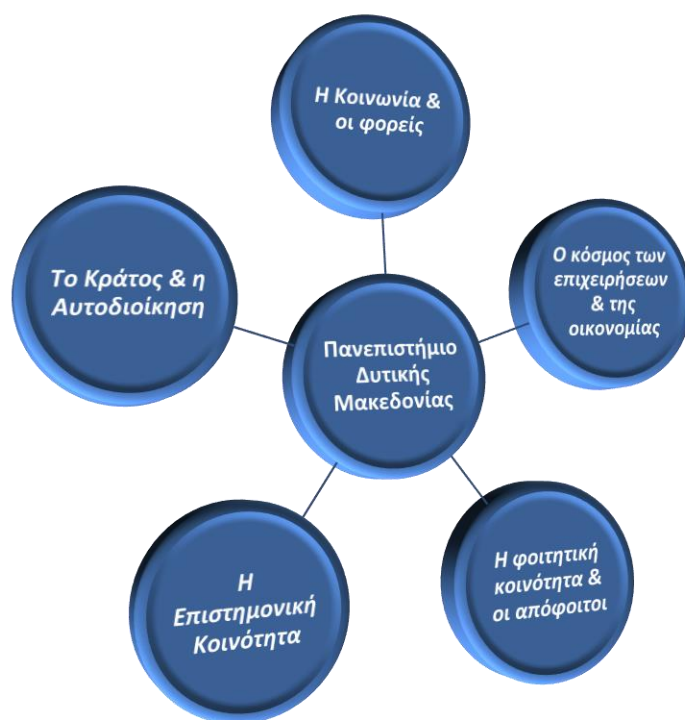 Η Κοινωνία &
οι φορείς
Το Κράτος & η
Αυτοδιοίκηση
Ο κόσμος των
επιχειρήσεων
& της
οικονομίας
Πανεπιστήμιο
Δυτικής
Μακεδονίας
Η
Επιστημονική
Κοινότητα
Η φοιτητική
κοινότητα &
οι απόφοιτοι